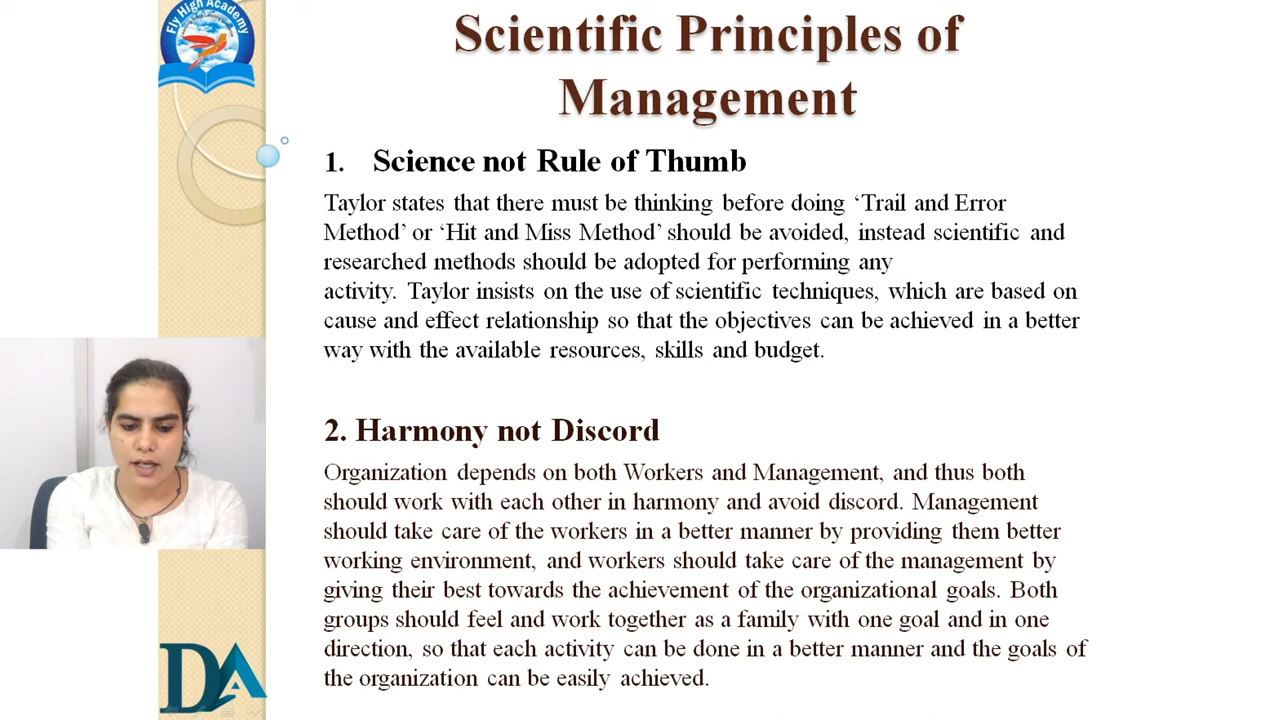 Fly High Academy
Scientific Principles of
Management
1. Science not Rule of Thumb
Taylor states that there must be thinking before doing ‘Trail and Error
Method’ or ‘Hit and Miss Method’ should be avoided, instead scientific and
researched methods should be adopted for performing any
activity. Taylor insists on the use of scientific techniques, which are based on
cause and effect relationship so that the objectives can be achieved in a better
way with the available resources, skills and budget.
2. Harmony not Discord
Organization depends on both Workers and Management, and thus both
should work with each other in harmony and avoid discord. Management
should take care of the workers in a better manner by providing them better
working environment, and workers should take care of the management by
giving their best towards the achievement of the organizational goals. Both
groups should feel and work together as a family with one goal and in one
direction, so that each activity can be done in a better manner and the goals of
the organization can be easily achieved.
DA